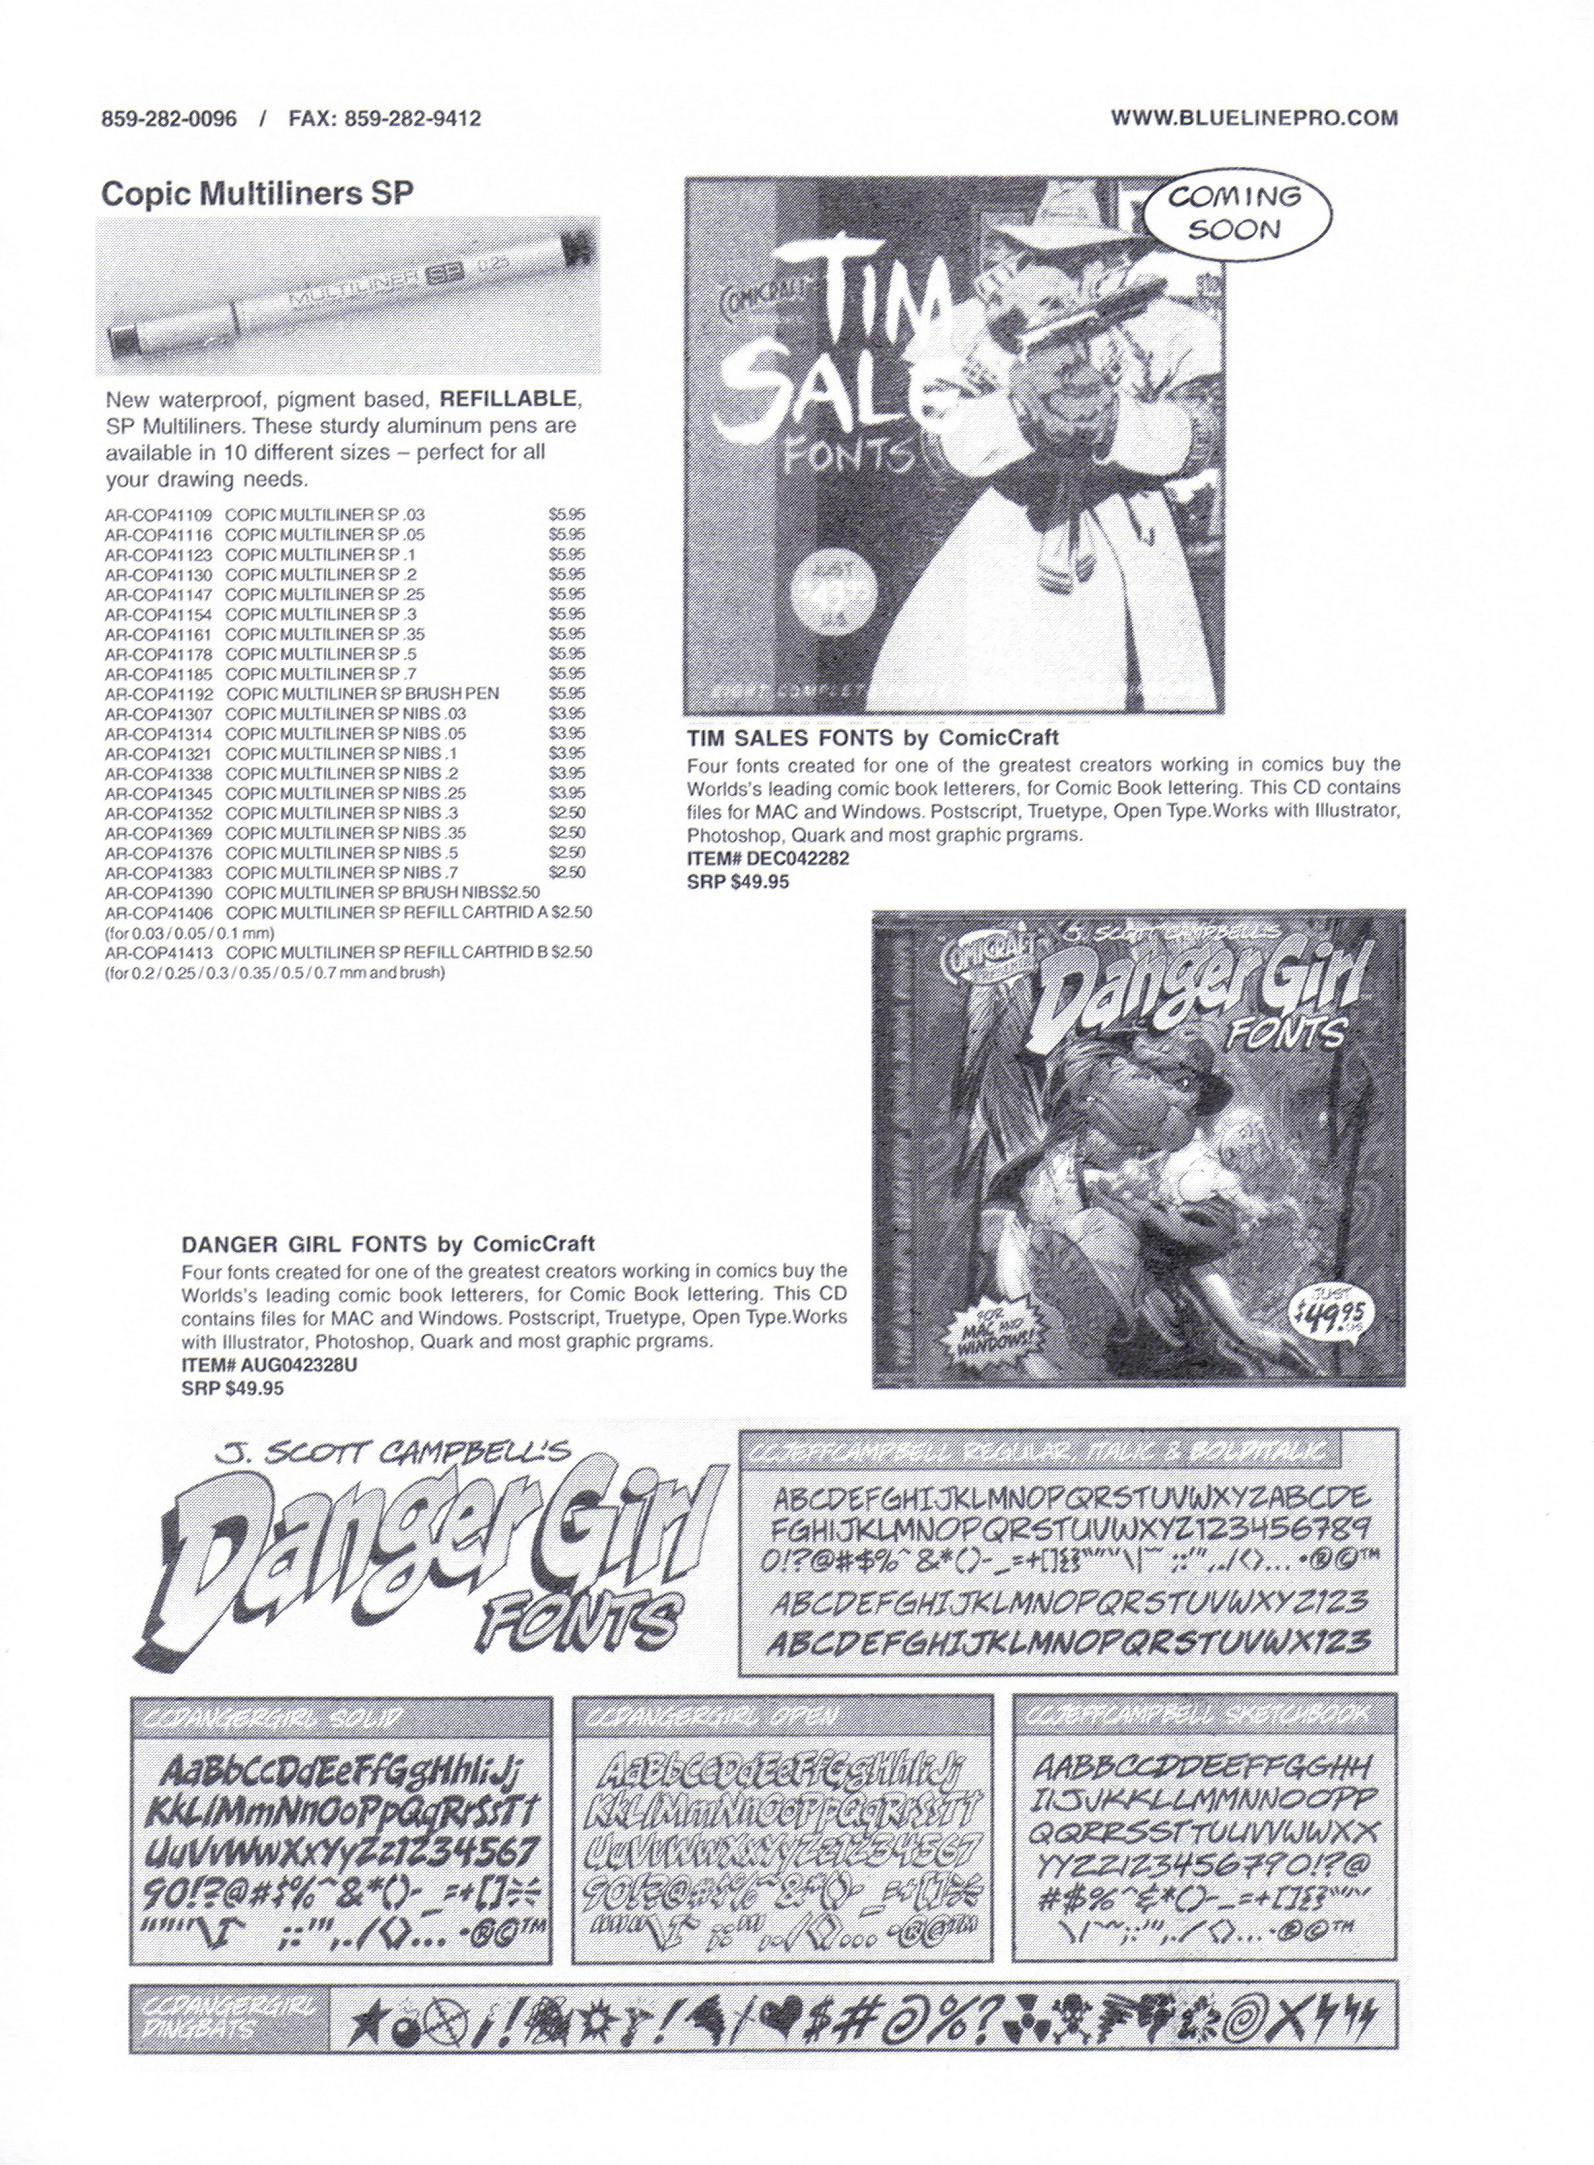 859-282-0096 / FAX: 859-282-9412
WWW.BLUELINEPRO.COM
Copic Multiliners SP
MULTILINER SP 0.25
New waterproof, pigment based, REFILLABLE,
SP Multiliners. These sturdy aluminum pens are
available in 10 different sizes – perfect for all
your drawing needs.
AR-COP41109 COPIC MULTILINER SP .03 $5.95
AR-COP41116 COPIC MULTILINER SP .05 $5.95
AR-COP41123 COPIC MULTILINER SP .1 $5.95
AR-COP41130 COPIC MULTILINER SP .2 $5.95
AR-COP41147 COPIC MULTILINER SP .25 $5.95
AR-COP41154 COPIC MULTILINER SP .3 $5.95
AR-COP41161 COPIC MULTILINER SP .35 $5.95
AR-COP41178 COPIC MULTILINER SP .5 $5.95
AR-COP41185 COPIC MULTILINER SP .7 $5.95
AR-COP41192 COPIC MULTILINER SP BRUSH PEN $5.95
AR-COP41307 COPIC MULTILINER SP NIBS .03 $3.95
AR-COP41314 COPIC MULTILINER SP NIBS .05 $3.95
AR-COP41321 COPIC MULTILINER SP NIBS .1 $3.95
AR-COP41338 COPIC MULTILINER SP NIBS .2 $3.95
AR-COP41345 COPIC MULTILINER SP NIBS .25 $3.95
AR-COP41352 COPIC MULTILINER SP NIBS .3 $2.50
AR-COP41369 COPIC MULTILINER SP NIBS .35 $2.50
AR-COP41376 COPIC MULTILINER SP NIBS .5 $2.50
AR-COP41383 COPIC MULTILINER SP NIBS .7 $2.50
AR-COP41390 COPIC MULTILINER SP BRUSH NIBS$2.50
AR-COP41406 COPIC MULTILINER SP REFILL CARTRID A $2.50
(for 0.03/0.05/0.1 mm)
AR-COP41413 COPIC MULTILINER SP REFILL CARTRID B $2.50
(for 0.2/0.25/0.3/0.35/0.5/0.7 mm and brush)
COMING
SOON
COMICRAFT
TIM
SALE
FONTS
JUST
EIGHT COMPLET
TIM SALES FONTS by ComicCraft
Four fonts created for one of the greatest creators working in comics buy the
Worlds's leading comic book letterers, for Comic Book lettering. This CD contains
files for MAC and Windows. Postscript, Truetype, Open Type.Works with Illustrator,
Photoshop, Quark and most graphic prgrams.
ITEM# DEC042282
SRP $49.95
COMICRAFT
J. SCOTT CAMPBELL'S
Danger Girl
FONTS
FOR
MAC AND
WINDOWS!
JUST
$49.95
DANGER GIRL FONTS by ComicCraft
Four fonts created for one of the greatest creators working in comics buy the
Worlds's leading comic book letterers, for Comic Book lettering. This CD
contains files for MAC and Windows. Postscript, Truetype, Open Type.Works
with Illustrator, Photoshop, Quark and most graphic prgrams.
ITEM# AUG042328U
SRP $49.95
J. SCOTT CAMPBELL'S
Danger Girl
FONTS
CCJEFFCAMPBELL REGULAR, ITALIC & BOLDITALIC
ABCDEFGHIJKLMNOPQRSTUVWXYZABCDE
FGHIJKLMNOPQRSTUVWXYZ123456789
0!?@#$%^&*()-_=+[]{}""''\|~ ;:'",./<>... •®©™
ABCDEFGHIJKLMNOPQRSTUVWXYZ123
ABCDEFGHIJKLMNOPQRSTUVWX123
CCDANGERGIRL SOLID
AaBbCcDdEeFfGgHhIiJj
KkLlMmNnOoPpQqRrSsTt
UuVvWwXxYyZz1234567
90!?@#$%^&*()-_=+[]
;:'",./<>... •®©™
CCDANGERGIRL OPEN
AaBbCcDdEeFfGgHhIiJj
KkLlMmNnOoPpQqRrSsTt
UuVvWwXxYyZz1234567
90!?@#$%^&*()-_=+[]
;:'",./<>... •®©™
CCJEFFCAMPBELL SKETCHBOOK
AABBCCDDEEFFGGHH
IIJJKKLLMMNNOOPP
QQRRSSTTUUVVWWXX
YYZZ1234567890!?@
#$%^&*()-_=+[]{}""''
\|~;:'",./<>...•®©™
CCDANGERGIRL
DINGBATS
! ! $ # @ % ?